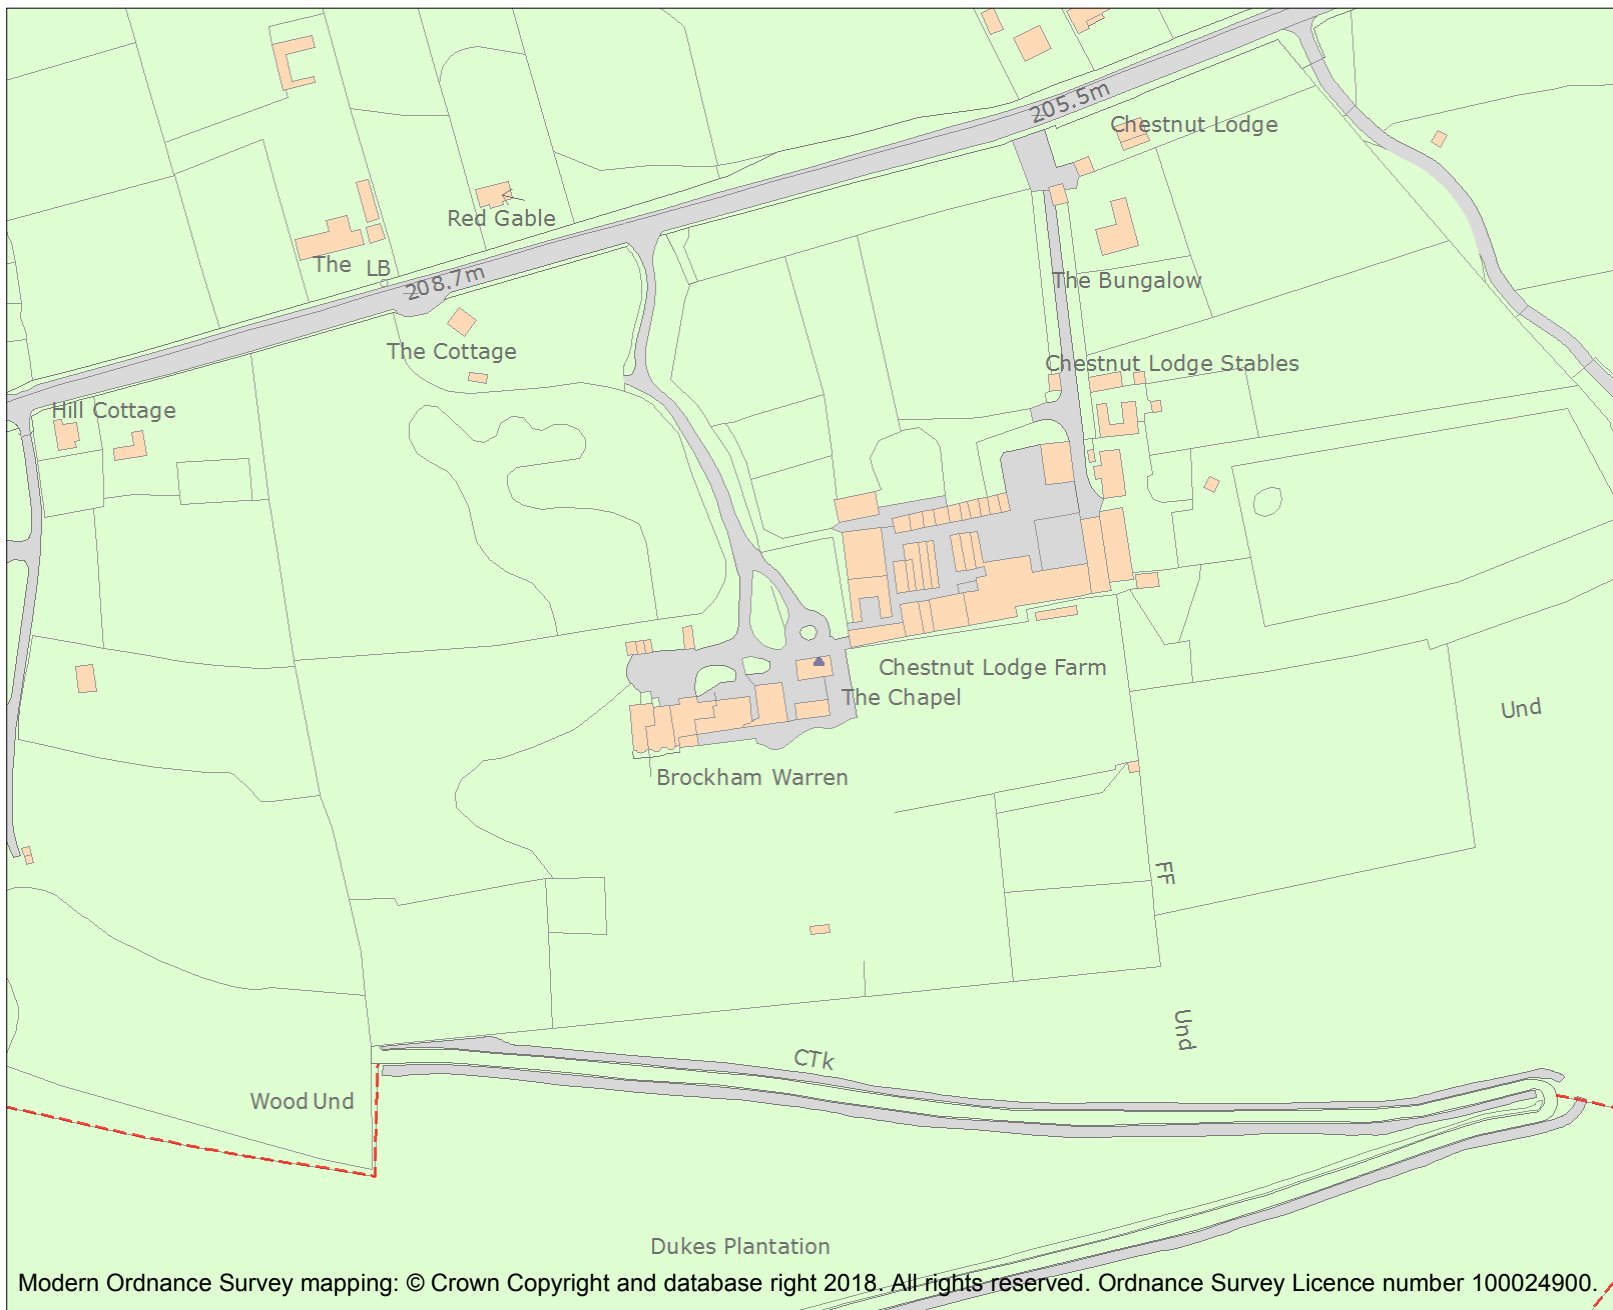 205.5m
Chestnut Lodge
Red Gable
The
LB
208.7m
The Bungalow
The Cottage
Chestnut Lodge Stables
Hill Cottage
Chestnut Lodge Farm
The Chapel
Und
Brockham Warren
FF
Und
CTk
Wood Und
Dukes Plantation
Modern Ordnance Survey mapping: © Crown Copyright and database right 2018. All rights reserved. Ordnance Survey Licence number 100024900.